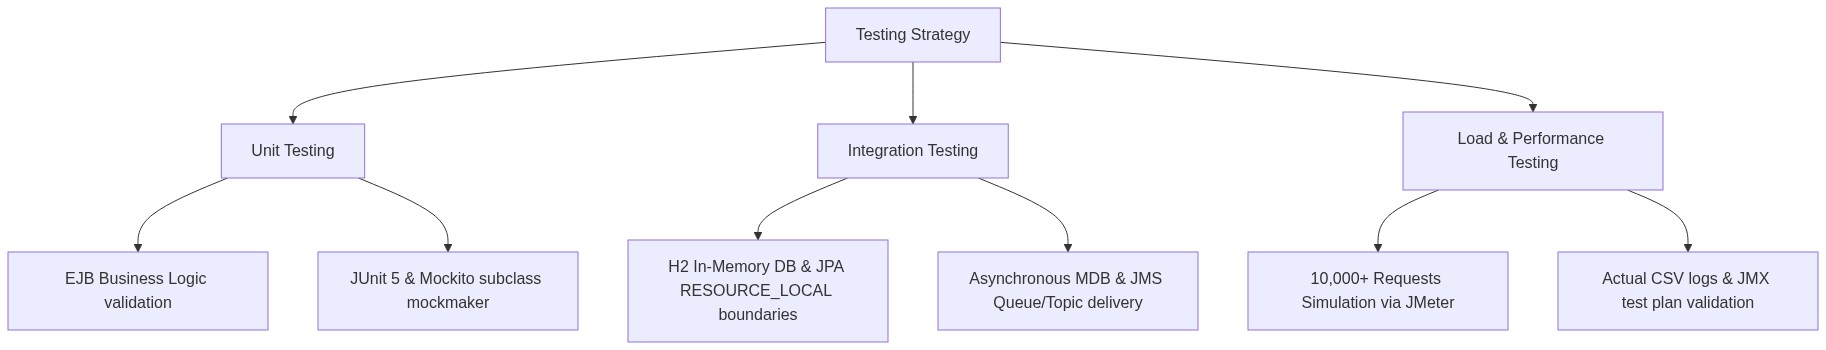 Testing Strategy
Unit Testing
Integration Testing
Load & Performance
Testing
EJB Business Logic
validation
JUnit 5 & Mockito subclass
mockmaker
H2 In-Memory DB & JPA
RESOURCE_LOCAL
boundaries
Asynchronous MDB & JMS
Queue/Topic delivery
10,000+ Requests
Simulation via JMeter
Actual CSV logs & JMX
test plan validation